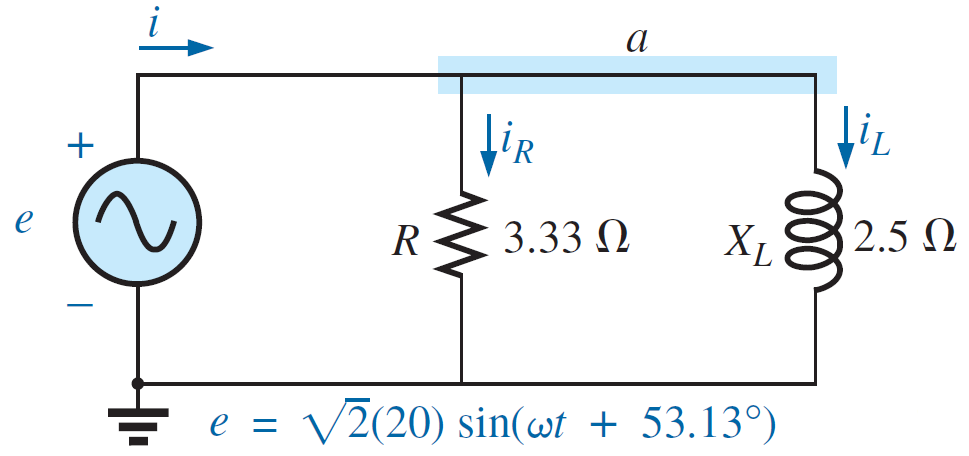 i
a
+
i_R
i_L
e
R 3.33 Ω
X_L 2.5 Ω
−
e = √2(20) sin(ωt + 53.13°)